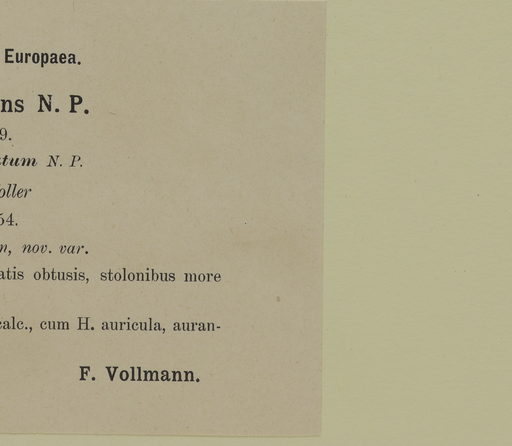 Europaea.
ns N. P.
9.
tum N. P.
oller
54.
n, nov. var.
atis obtusis, stolonibus more
calc., cum H. auricula, auran-
F. Vollmann.